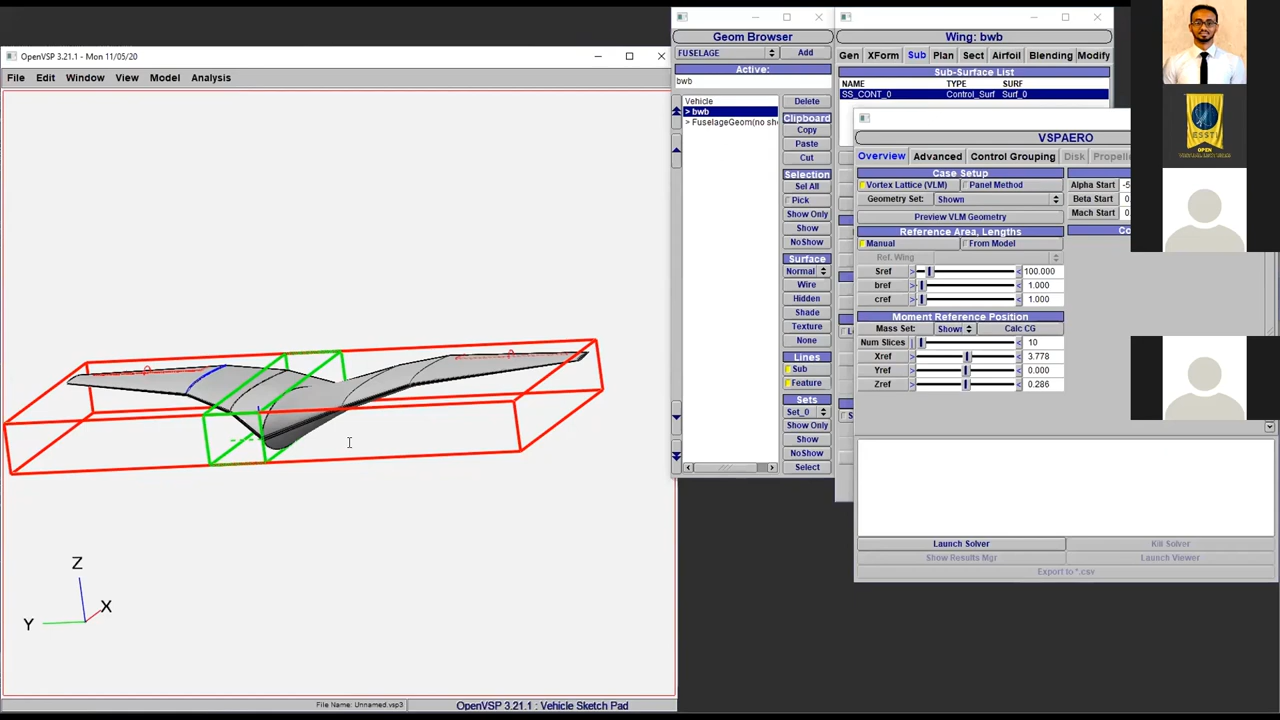 OpenVSP 3.21.1 - Mon 11/05/20
File Edit Window View Model Analysis
Z
X
Y
File Name: Unnamed.vsp3
OpenVSP 3.21.1 : Vehicle Sketch Pad
Geom Browser
FUSELAGE
Add
Active:
bwb
Vehicle
> bwb
> FuselageGeom(no sho
Delete
Clipboard
Copy
Paste
Cut
Selection
Sel All
Pick
Show Only
Show
NoShow
Surface
Normal
Wire
Hidden
Shade
Texture
None
Lines
Sub
Feature
Sets
Set_0
Show Only
Show
NoShow
Select
Wing: bwb
Gen XForm Sub Plan Sect Airfoil Blending Modify
Sub-Surface List
NAME TYPE SURF
SS_CONT_0 Control_Surf Surf_0
VSPAERO
Overview Advanced Control Grouping Disk Propelle
Case Setup
Vortex Lattice (VLM) Panel Method
Geometry Set: Shown
Preview VLM Geometry
Reference Area, Lengths
Manual From Model
Ref. Wing
Sref > < 100.000
bref > < 1.000
cref > < 1.000
Moment Reference Position
Mass Set: Shown Calc CG
Num Slices 10
Xref > < 3.778
Yref > < 0.000
Zref > < 0.286
Alpha Start -5
Beta Start 0.
Mach Start 0.
Co
Launch Solver Kill Solver
Show Results Mgr Launch Viewer
Export to *.csv
ESSTI
OPEN